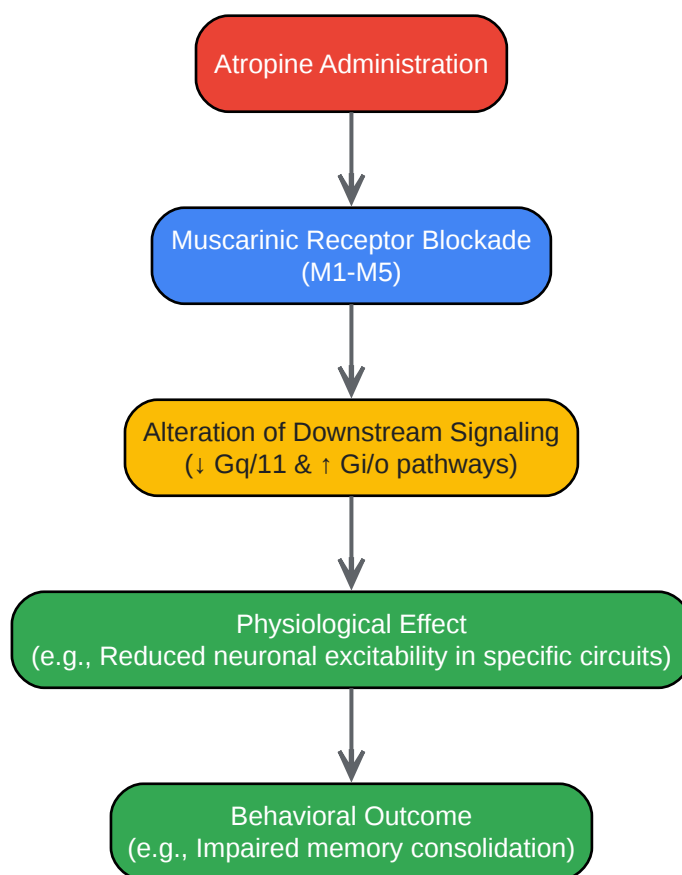 Atropine Administration
Muscarinic Receptor Blockade
(M1-M5)
Alteration of Downstream Signaling
(↓ Gq/11 & ↑ Gi/o pathways)
Physiological Effect
(e.g., Reduced neuronal excitability in specific circuits)
Behavioral Outcome
(e.g., Impaired memory consolidation)